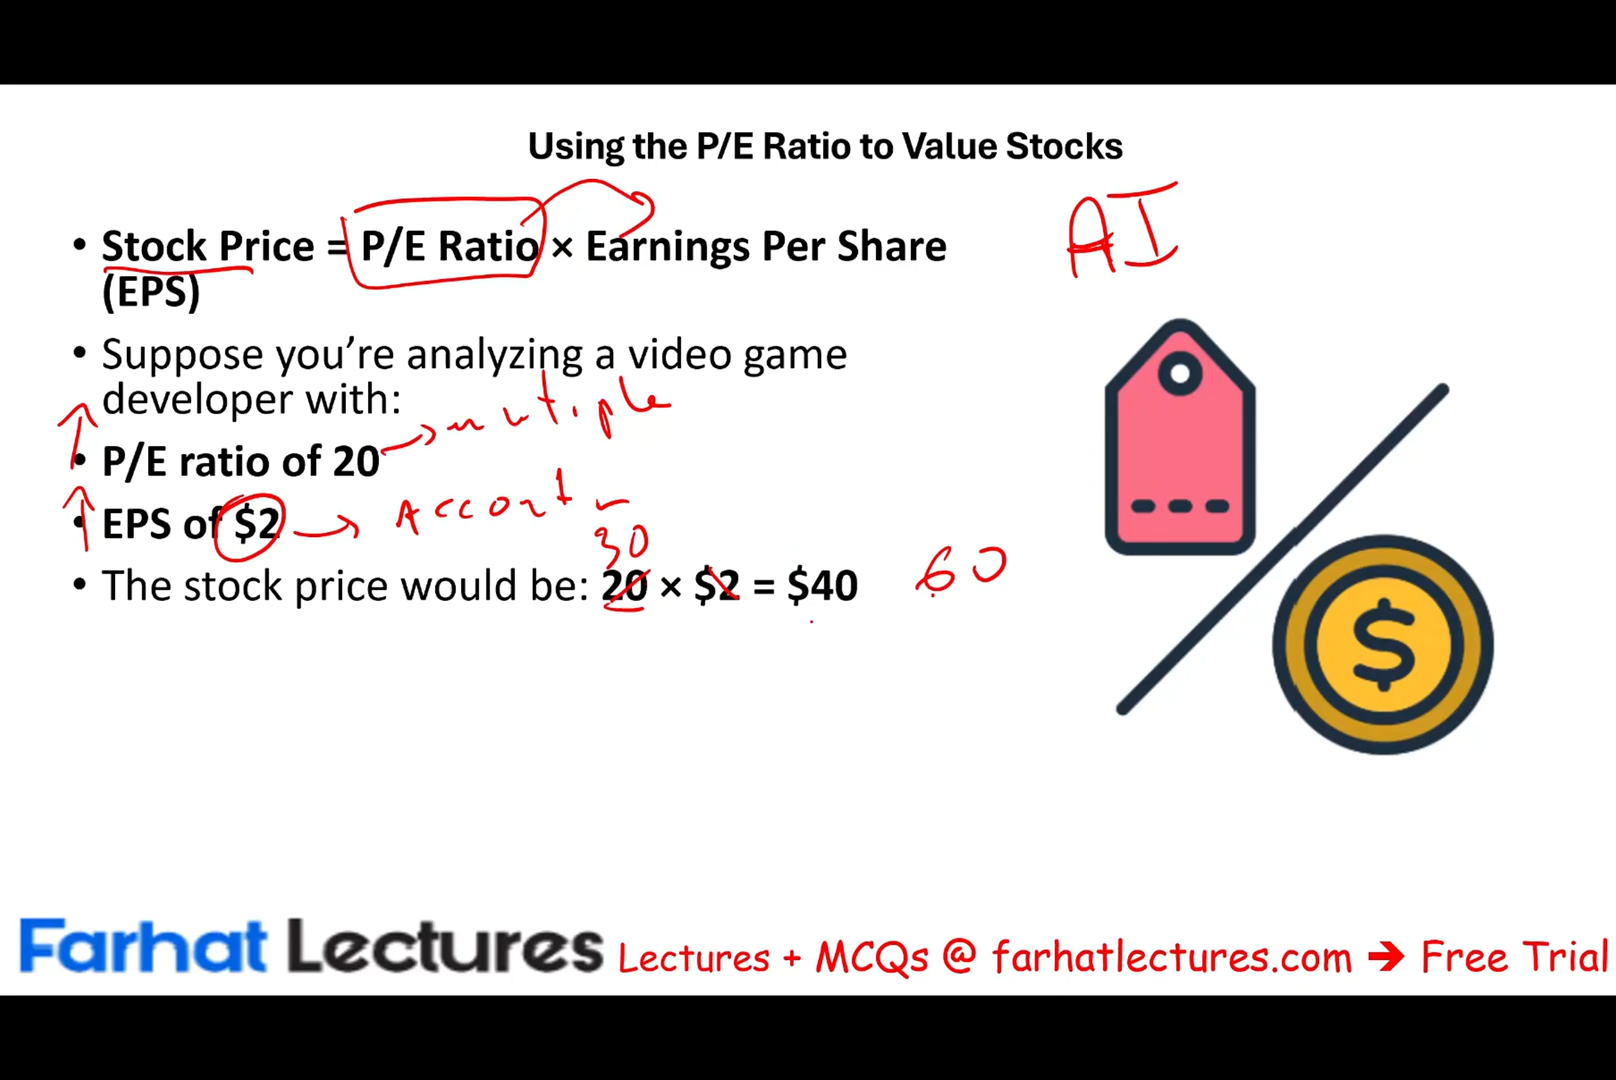 Using the P/E Ratio to Value Stocks
• Stock Price = P/E Ratio × Earnings Per Share
(EPS)
AI
• Suppose you’re analyzing a video game
developer with:
multiple
• P/E ratio of 20
• EPS of $2
30
• The stock price would be: 20 × $2 = $40
60
Farhat Lectures
Lectures + MCQs @ farhatlectures.com ➔ Free Trial